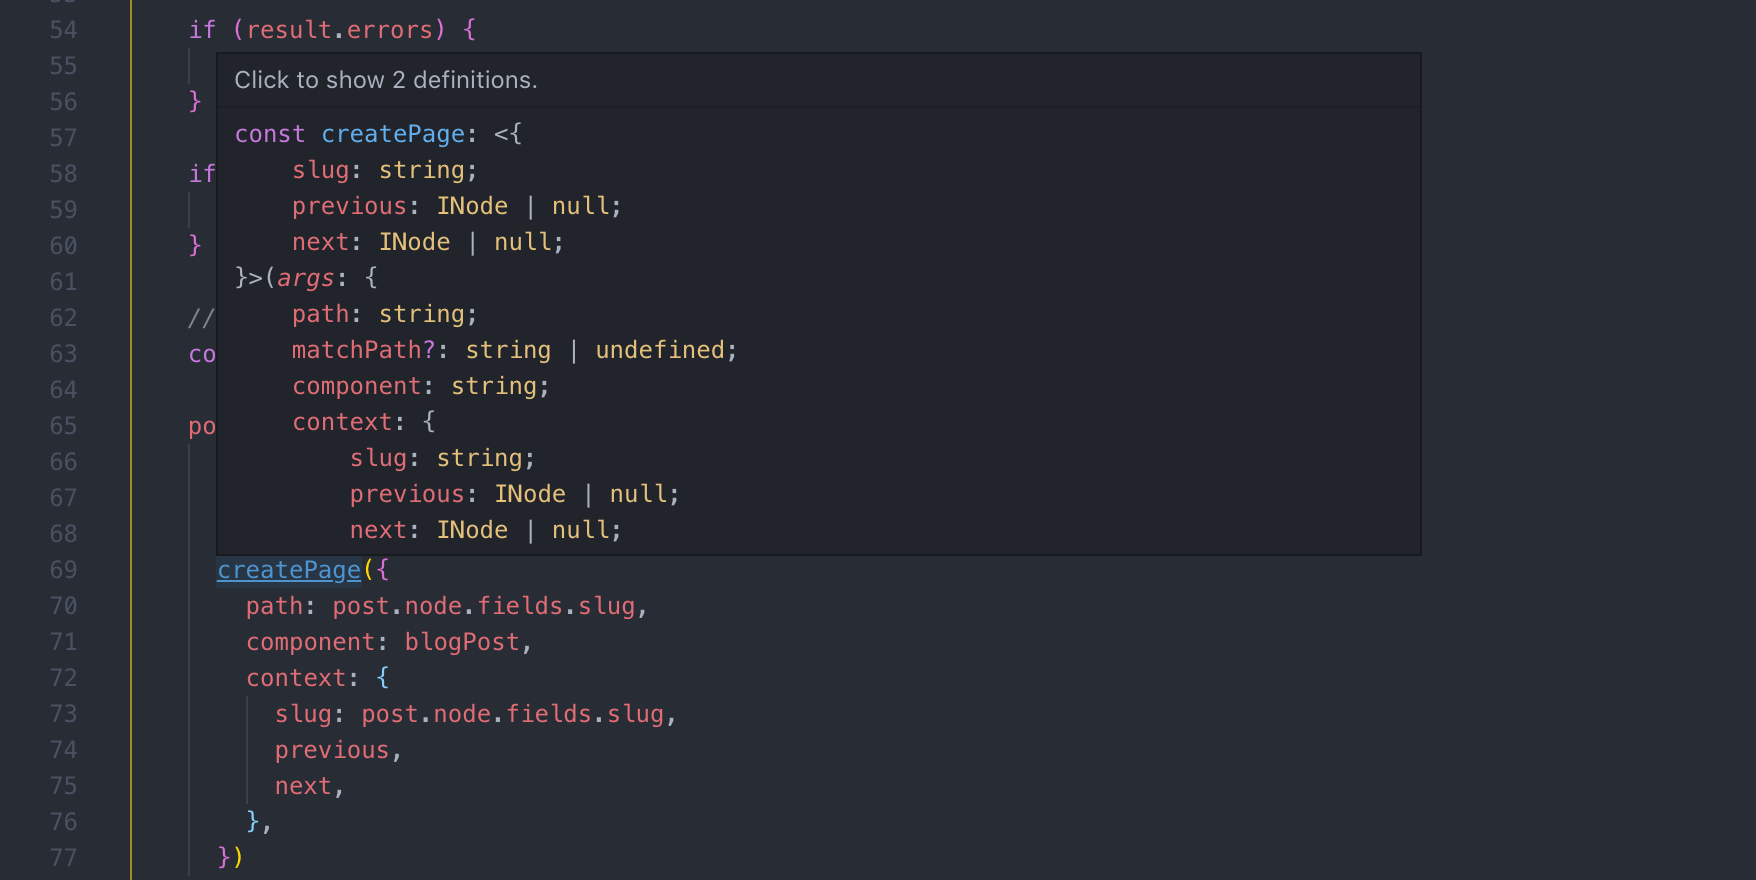 54 if (result.errors) {
55
Click to show 2 definitions.
56 }
const createPage: <{
57
slug: string;
58 if
previous: INode | null;
59
next: INode | null;
60 }
}>(args: {
61
path: string;
62 //
matchPath?: string | undefined;
63 co
component: string;
64
context: {
65 po
slug: string;
66
previous: INode | null;
67
next: INode | null;
68
69 createPage({
70 path: post.node.fields.slug,
71 component: blogPost,
72 context: {
73 slug: post.node.fields.slug,
74 previous,
75 next,
76 },
77 })